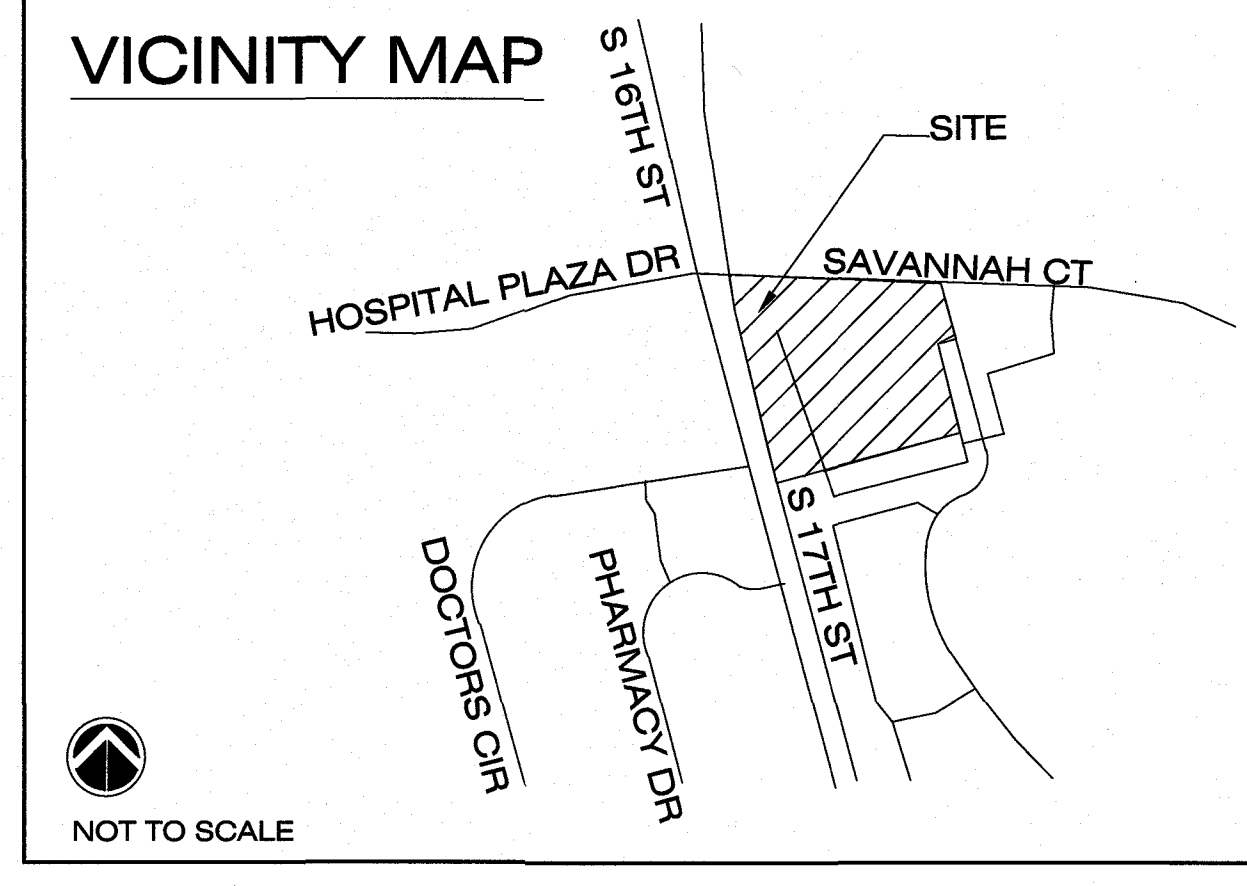 VICINITY MAP
S 16TH ST
SITE
SAVANNAH CT
HOSPITAL PLAZA DR
S 17TH ST
DOCTORS CIR
PHARMACY DR
NOT TO SCALE